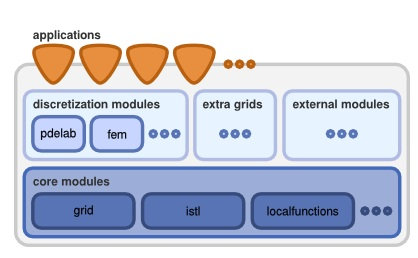 applications
discretization modules
extra grids
external modules
pdelab
fem
core modules
grid
istl
localfunctions